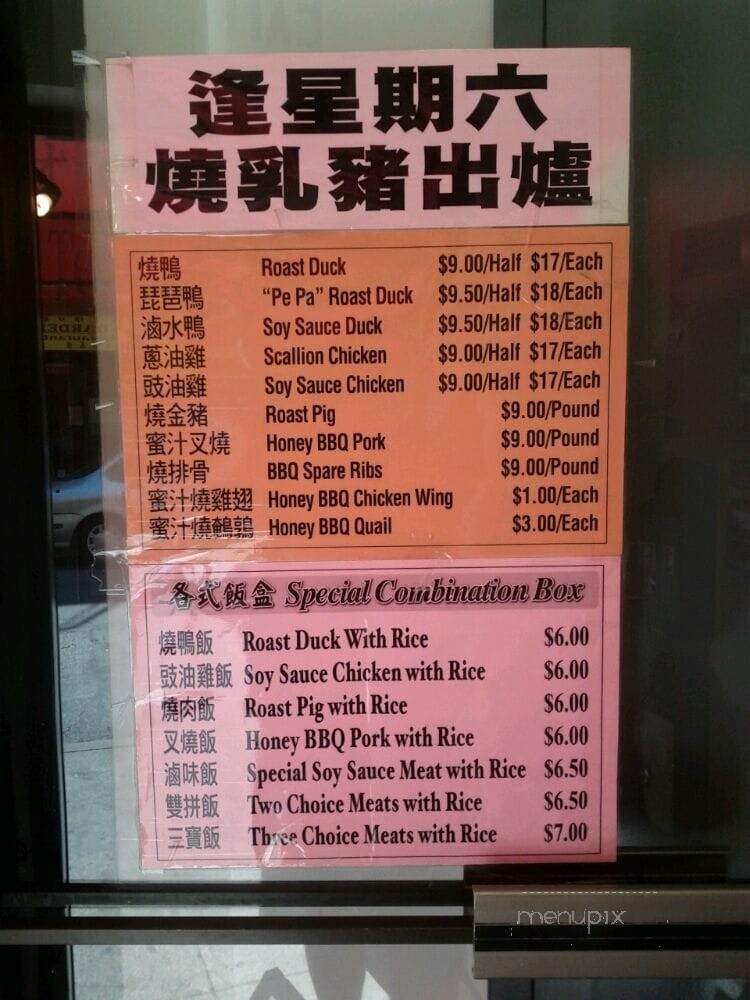 逢星期六
燒乳豬出爐
燒鴨 Roast Duck $9.00/Half $17/Each
琵琶鴨 “Pe Pa” Roast Duck $9.50/Half $18/Each
滷水鴨 Soy Sauce Duck $9.50/Half $18/Each
蔥油雞 Scallion Chicken $9.00/Half $17/Each
豉油雞 Soy Sauce Chicken $9.00/Half $17/Each
燒金豬 Roast Pig $9.00/Pound
蜜汁叉燒 Honey BBQ Pork $9.00/Pound
燒排骨 BBQ Spare Ribs $9.00/Pound
蜜汁燒雞翅 Honey BBQ Chicken Wing $1.00/Each
蜜汁燒鵪鶉 Honey BBQ Quail $3.00/Each
各式飯盒 Special Combination Box
燒鴨飯 Roast Duck With Rice $6.00
豉油雞飯 Soy Sauce Chicken with Rice $6.00
燒肉飯 Roast Pig with Rice $6.00
叉燒飯 Honey BBQ Pork with Rice $6.00
滷味飯 Special Soy Sauce Meat with Rice $6.50
雙拼飯 Two Choice Meats with Rice $6.50
三寶飯 Three Choice Meats with Rice $7.00
menupix